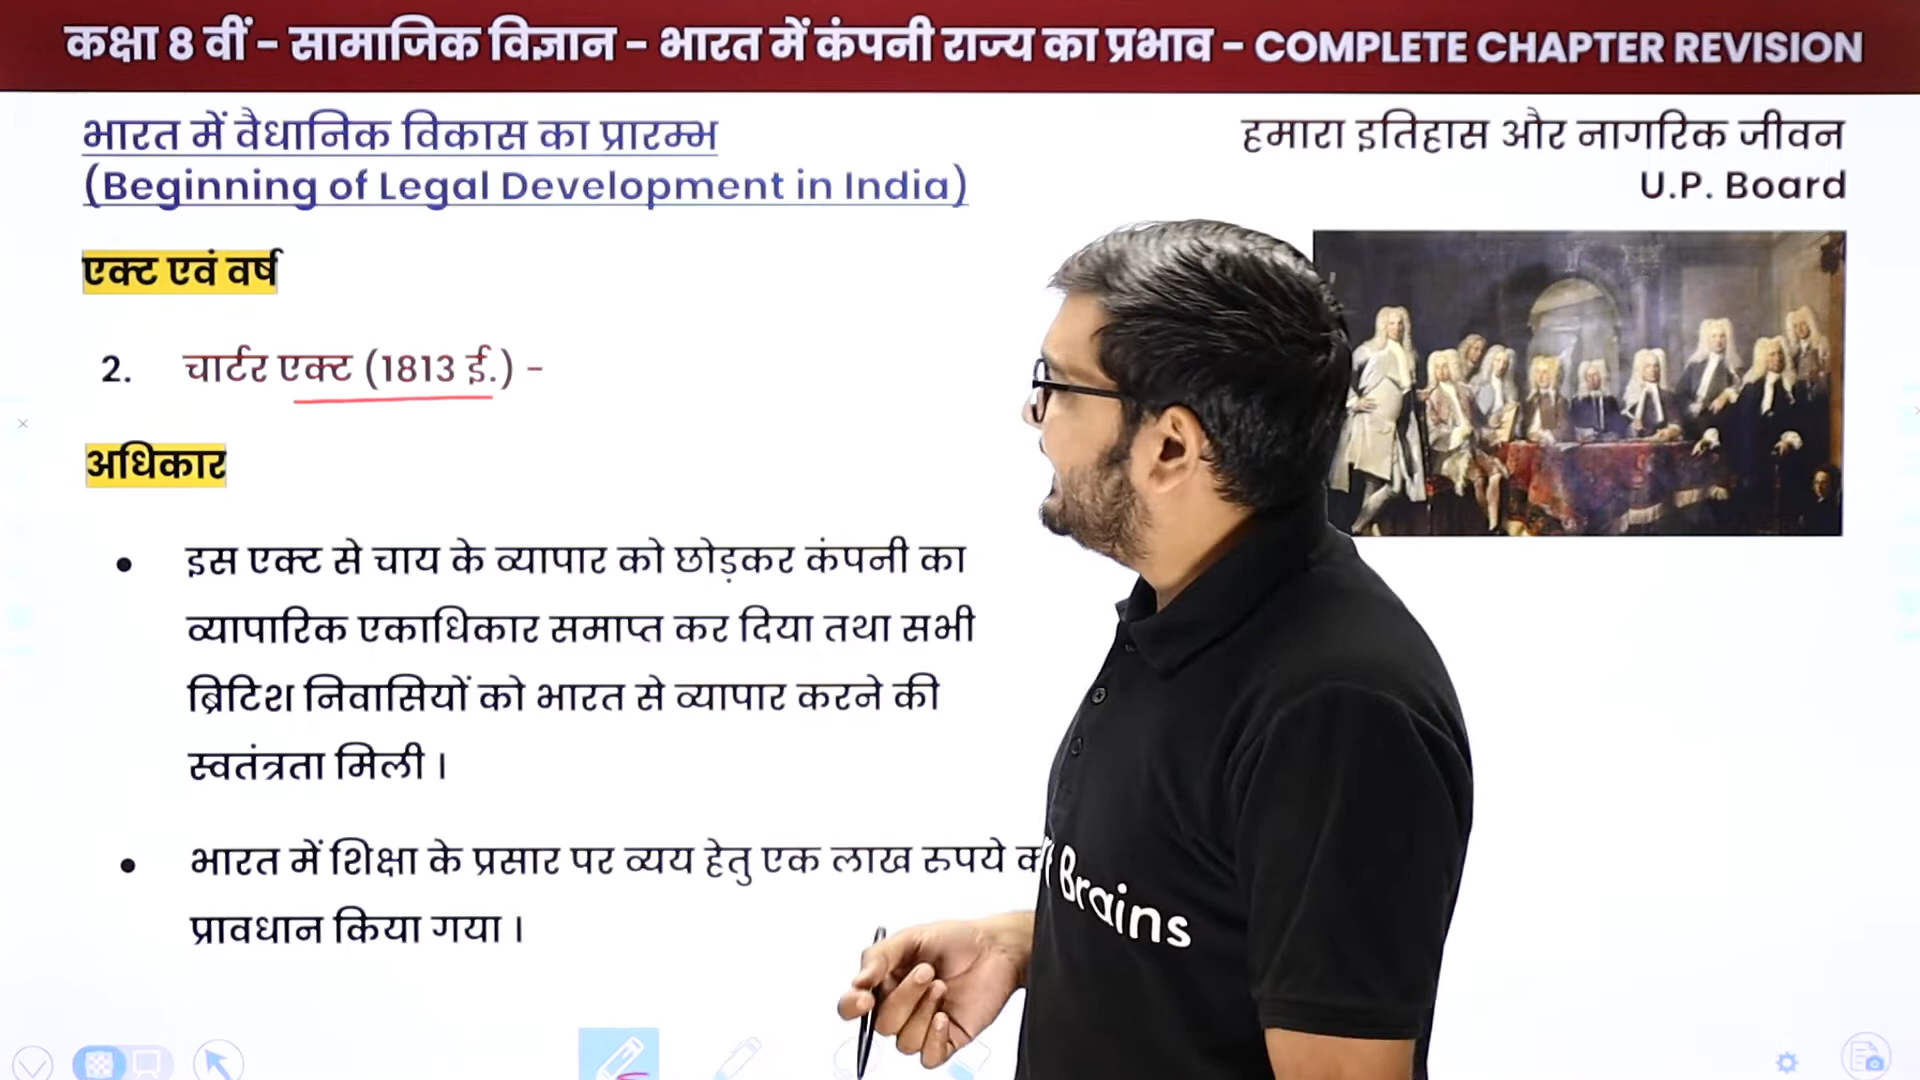 कक्षा 8 वीं - सामाजिक विज्ञान - भारत में कंपनी राज्य का प्रभाव - COMPLETE CHAPTER REVISION
भारत में वैधानिक विकास का प्रारम्भ
(Beginning of Legal Development in India)
हमारा इतिहास और नागरिक जीवन
U.P. Board
एक्ट एवं वर्ष
2. चार्टर एक्ट (1813 ई.) -
अधिकार
• इस एक्ट से चाय के व्यापार को छोड़कर कंपनी का
व्यापारिक एकाधिकार समाप्त कर दिया तथा सभी
ब्रिटिश निवासियों को भारत से व्यापार करने की
स्वतंत्रता मिली ।
• भारत में शिक्षा के प्रसार पर व्यय हेतु एक लाख रुपये
प्रावधान किया गया ।
Brains